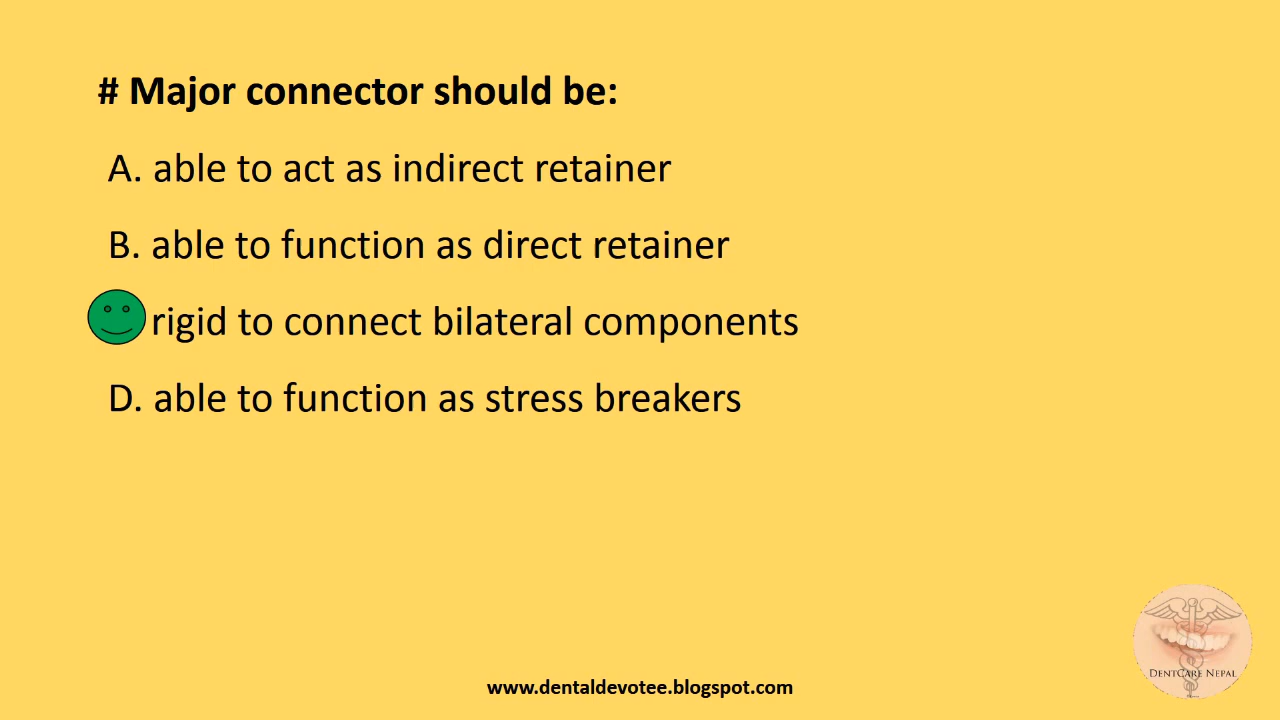 # Major connector should be:
A. able to act as indirect retainer
B. able to function as direct retainer
rigid to connect bilateral components
D. able to function as stress breakers
DENTCARE NEPAL
www.dentaldevotee.blogspot.com